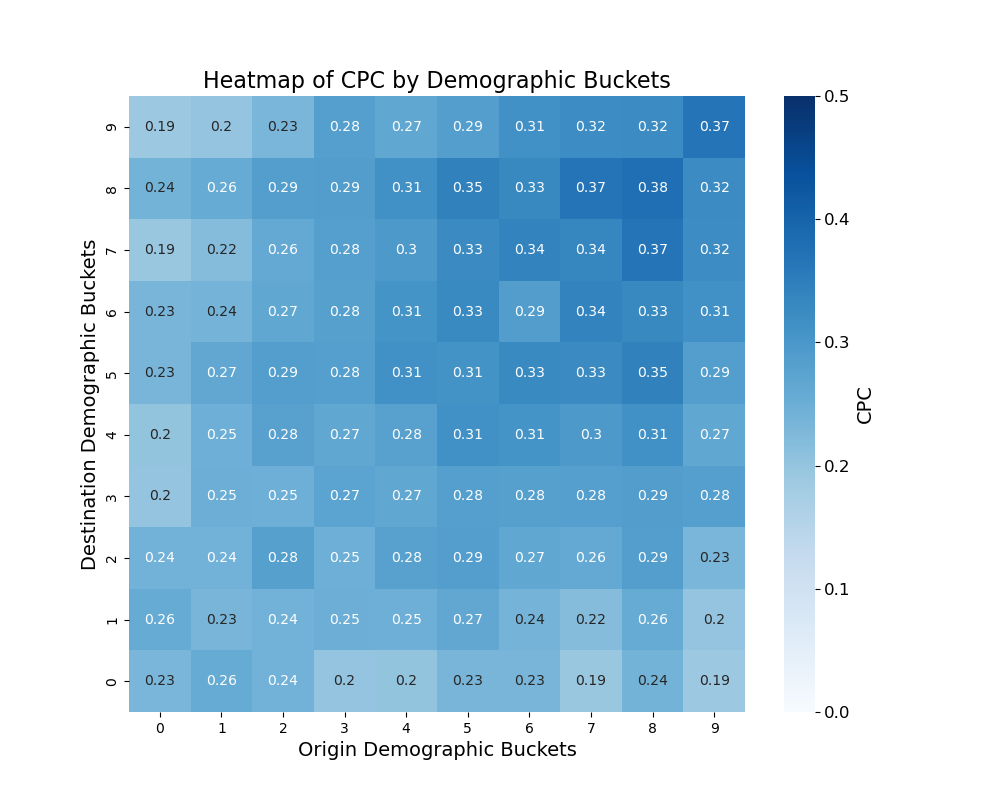 Heatmap of CPC by Demographic Buckets
Destination Demographic Buckets
9 0.19 0.2 0.23 0.28 0.27 0.29 0.31 0.32 0.32 0.37
8 0.24 0.26 0.29 0.29 0.31 0.35 0.33 0.37 0.38 0.32
7 0.19 0.22 0.26 0.28 0.3 0.33 0.34 0.34 0.37 0.32
6 0.23 0.24 0.27 0.28 0.31 0.33 0.29 0.34 0.33 0.31
5 0.23 0.27 0.29 0.28 0.31 0.31 0.33 0.33 0.35 0.29
4 0.2 0.25 0.28 0.27 0.28 0.31 0.31 0.3 0.31 0.27
3 0.2 0.25 0.25 0.27 0.27 0.28 0.28 0.28 0.29 0.28
2 0.24 0.24 0.28 0.25 0.28 0.29 0.27 0.26 0.29 0.23
1 0.26 0.23 0.24 0.25 0.25 0.27 0.24 0.22 0.26 0.2
0 0.23 0.26 0.24 0.2 0.2 0.23 0.23 0.19 0.24 0.19
0 1 2 3 4 5 6 7 8 9
Origin Demographic Buckets
0.5
0.4
0.3
0.2
0.1
0.0
CPC